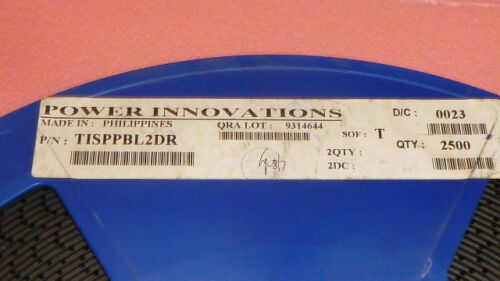 POWER INNOVATIONS
D/C : 0023
MADE IN : PHILIPPINES
QRA LOT : 9314644
SOF : T
P/N : TISPPBL2DR
QTY : 2500
2QTY :
2DC :